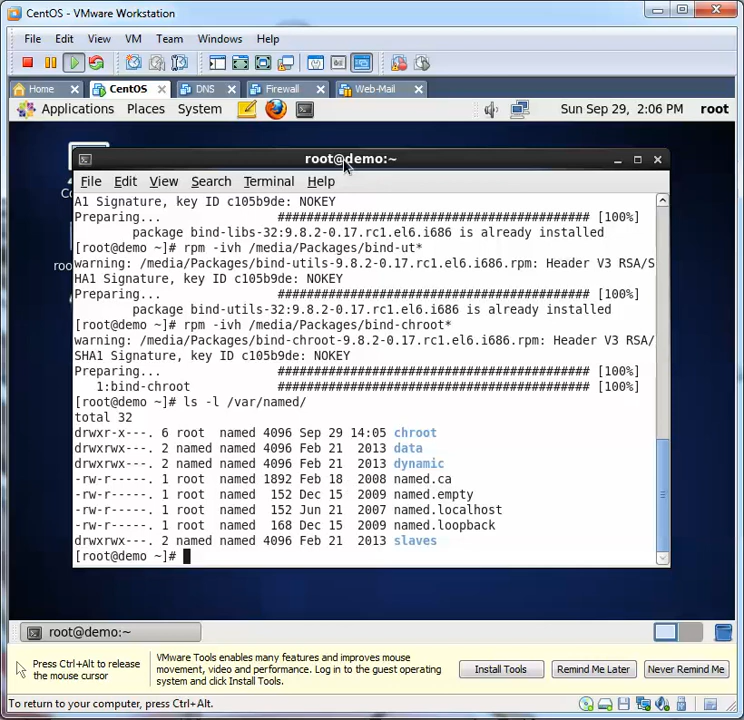 CentOS - VMware Workstation
File Edit View VM Team Windows Help
Home CentOS DNS Firewall Web-Mail
Applications Places System Sun Sep 29, 2:06 PM root
root@demo:~
File Edit View Search Terminal Help
A1 Signature, key ID c105b9de: NOKEY
Preparing... ########################################### [100%]
package bind-libs-32:9.8.2-0.17.rc1.el6.i686 is already installed
[root@demo ~]# rpm -ivh /media/Packages/bind-ut*
warning: /media/Packages/bind-utils-9.8.2-0.17.rc1.el6.i686.rpm: Header V3 RSA/S
HA1 Signature, key ID c105b9de: NOKEY
Preparing... ########################################### [100%]
package bind-utils-32:9.8.2-0.17.rc1.el6.i686 is already installed
[root@demo ~]# rpm -ivh /media/Packages/bind-chroot*
warning: /media/Packages/bind-chroot-9.8.2-0.17.rc1.el6.i686.rpm: Header V3 RSA/
SHA1 Signature, key ID c105b9de: NOKEY
Preparing... ########################################### [100%]
1:bind-chroot ########################################### [100%]
[root@demo ~]# ls -l /var/named/
total 32
drwxr-x---. 6 root named 4096 Sep 29 14:05 chroot
drwxrwx---. 2 named named 4096 Feb 21 2013 data
drwxrwx---. 2 named named 4096 Feb 21 2013 dynamic
-rw-r-----. 1 root named 1892 Feb 18 2008 named.ca
-rw-r-----. 1 root named 152 Dec 15 2009 named.empty
-rw-r-----. 1 root named 152 Jun 21 2007 named.localhost
-rw-r-----. 1 root named 168 Dec 15 2009 named.loopback
drwxrwx---. 2 named named 4096 Feb 21 2013 slaves
[root@demo ~]#
root@demo:~
Press Ctrl+Alt to release
the mouse cursor
VMware Tools enables many features and improves mouse
movement, video and performance. Log in to the guest operating
system and click Install Tools.
Install Tools Remind Me Later Never Remind Me
To return to your computer, press Ctrl+Alt.